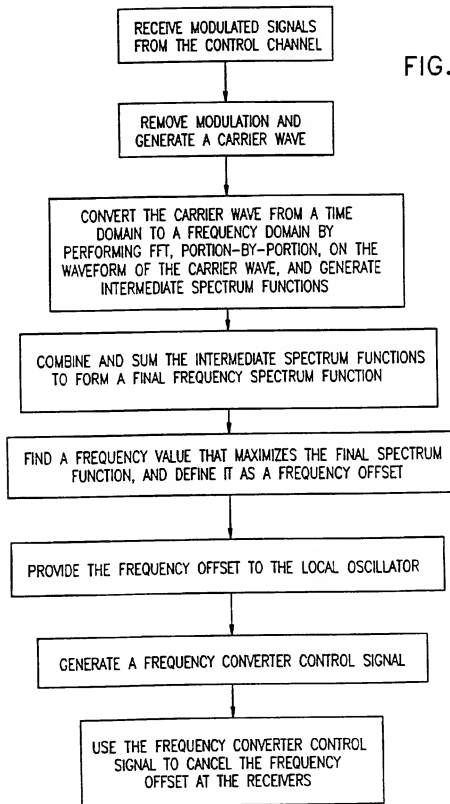 RECEIVE MODULATED SIGNALS
FROM THE CONTROL CHANNEL
FIG.
REMOVE MODULATION AND
GENERATE A CARRIER WAVE
CONVERT THE CARRIER WAVE FROM A TIME
DOMAIN TO A FREQUENCY DOMAIN BY
PERFORMING FFT, PORTION-BY-PORTION, ON THE
WAVEFORM OF THE CARRIER WAVE, AND GENERATE
INTERMEDIATE SPECTRUM FUNCTIONS
COMBINE AND SUM THE INTERMEDIATE SPECTRUM FUNCTIONS
TO FORM A FINAL FREQUENCY SPECTRUM FUNCTION
FIND A FREQUENCY VALUE THAT MAXIMIZES THE FINAL SPECTRUM
FUNCTION, AND DEFINE IT AS A FREQUENCY OFFSET
PROVIDE THE FREQUENCY OFFSET TO THE LOCAL OSCILLATOR
GENERATE A FREQUENCY CONVERTER CONTROL SIGNAL
USE THE FREQUENCY CONVERTER CONTROL
SIGNAL TO CANCEL THE FREQUENCY
OFFSET AT THE RECEIVERS